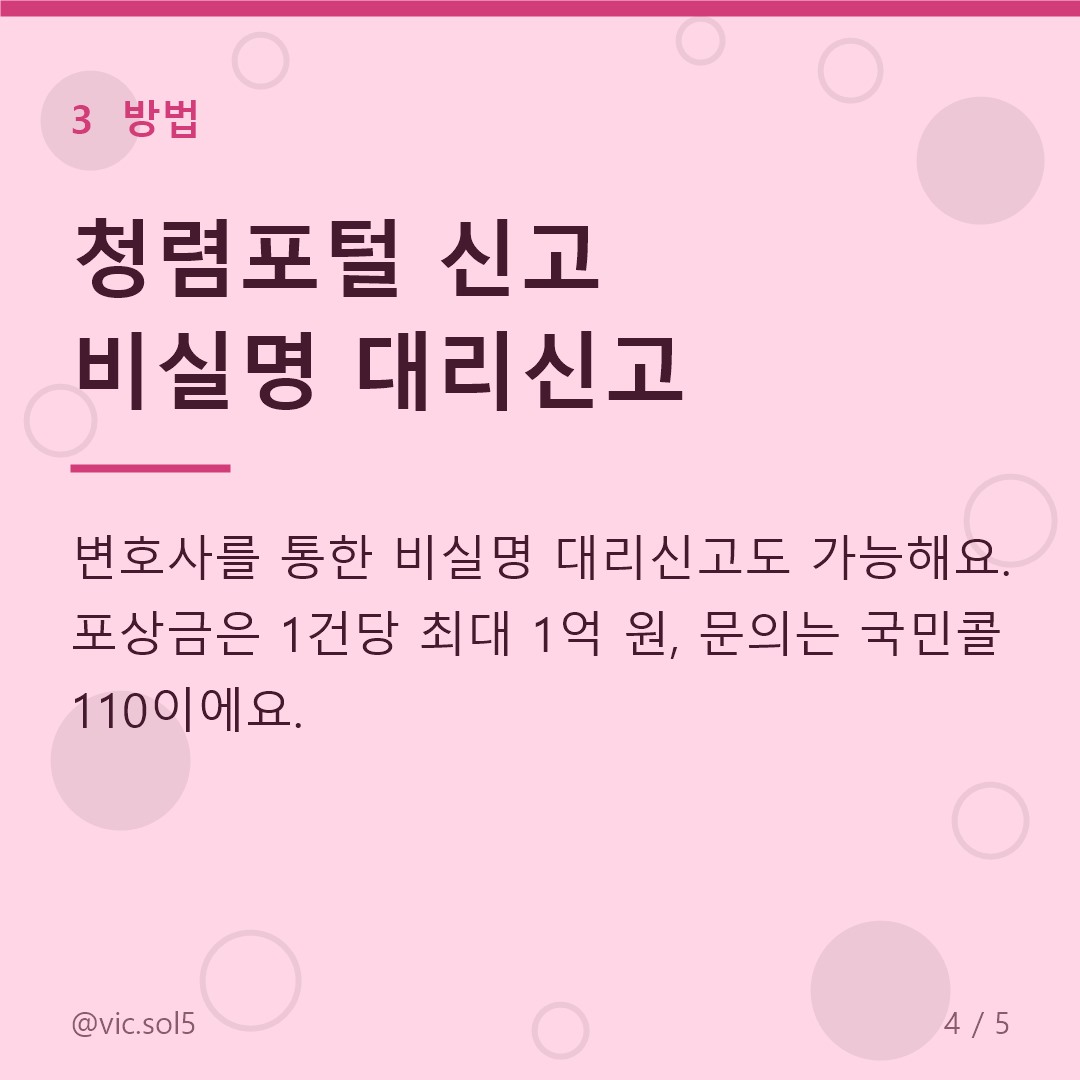 3 방법
청렴포털 신고
비실명 대리신고
변호사를 통한 비실명 대리신고도 가능해요.
포상금은 1건당 최대 1억 원, 문의는 국민콜
110이에요.
@vic.sol5
4 / 5